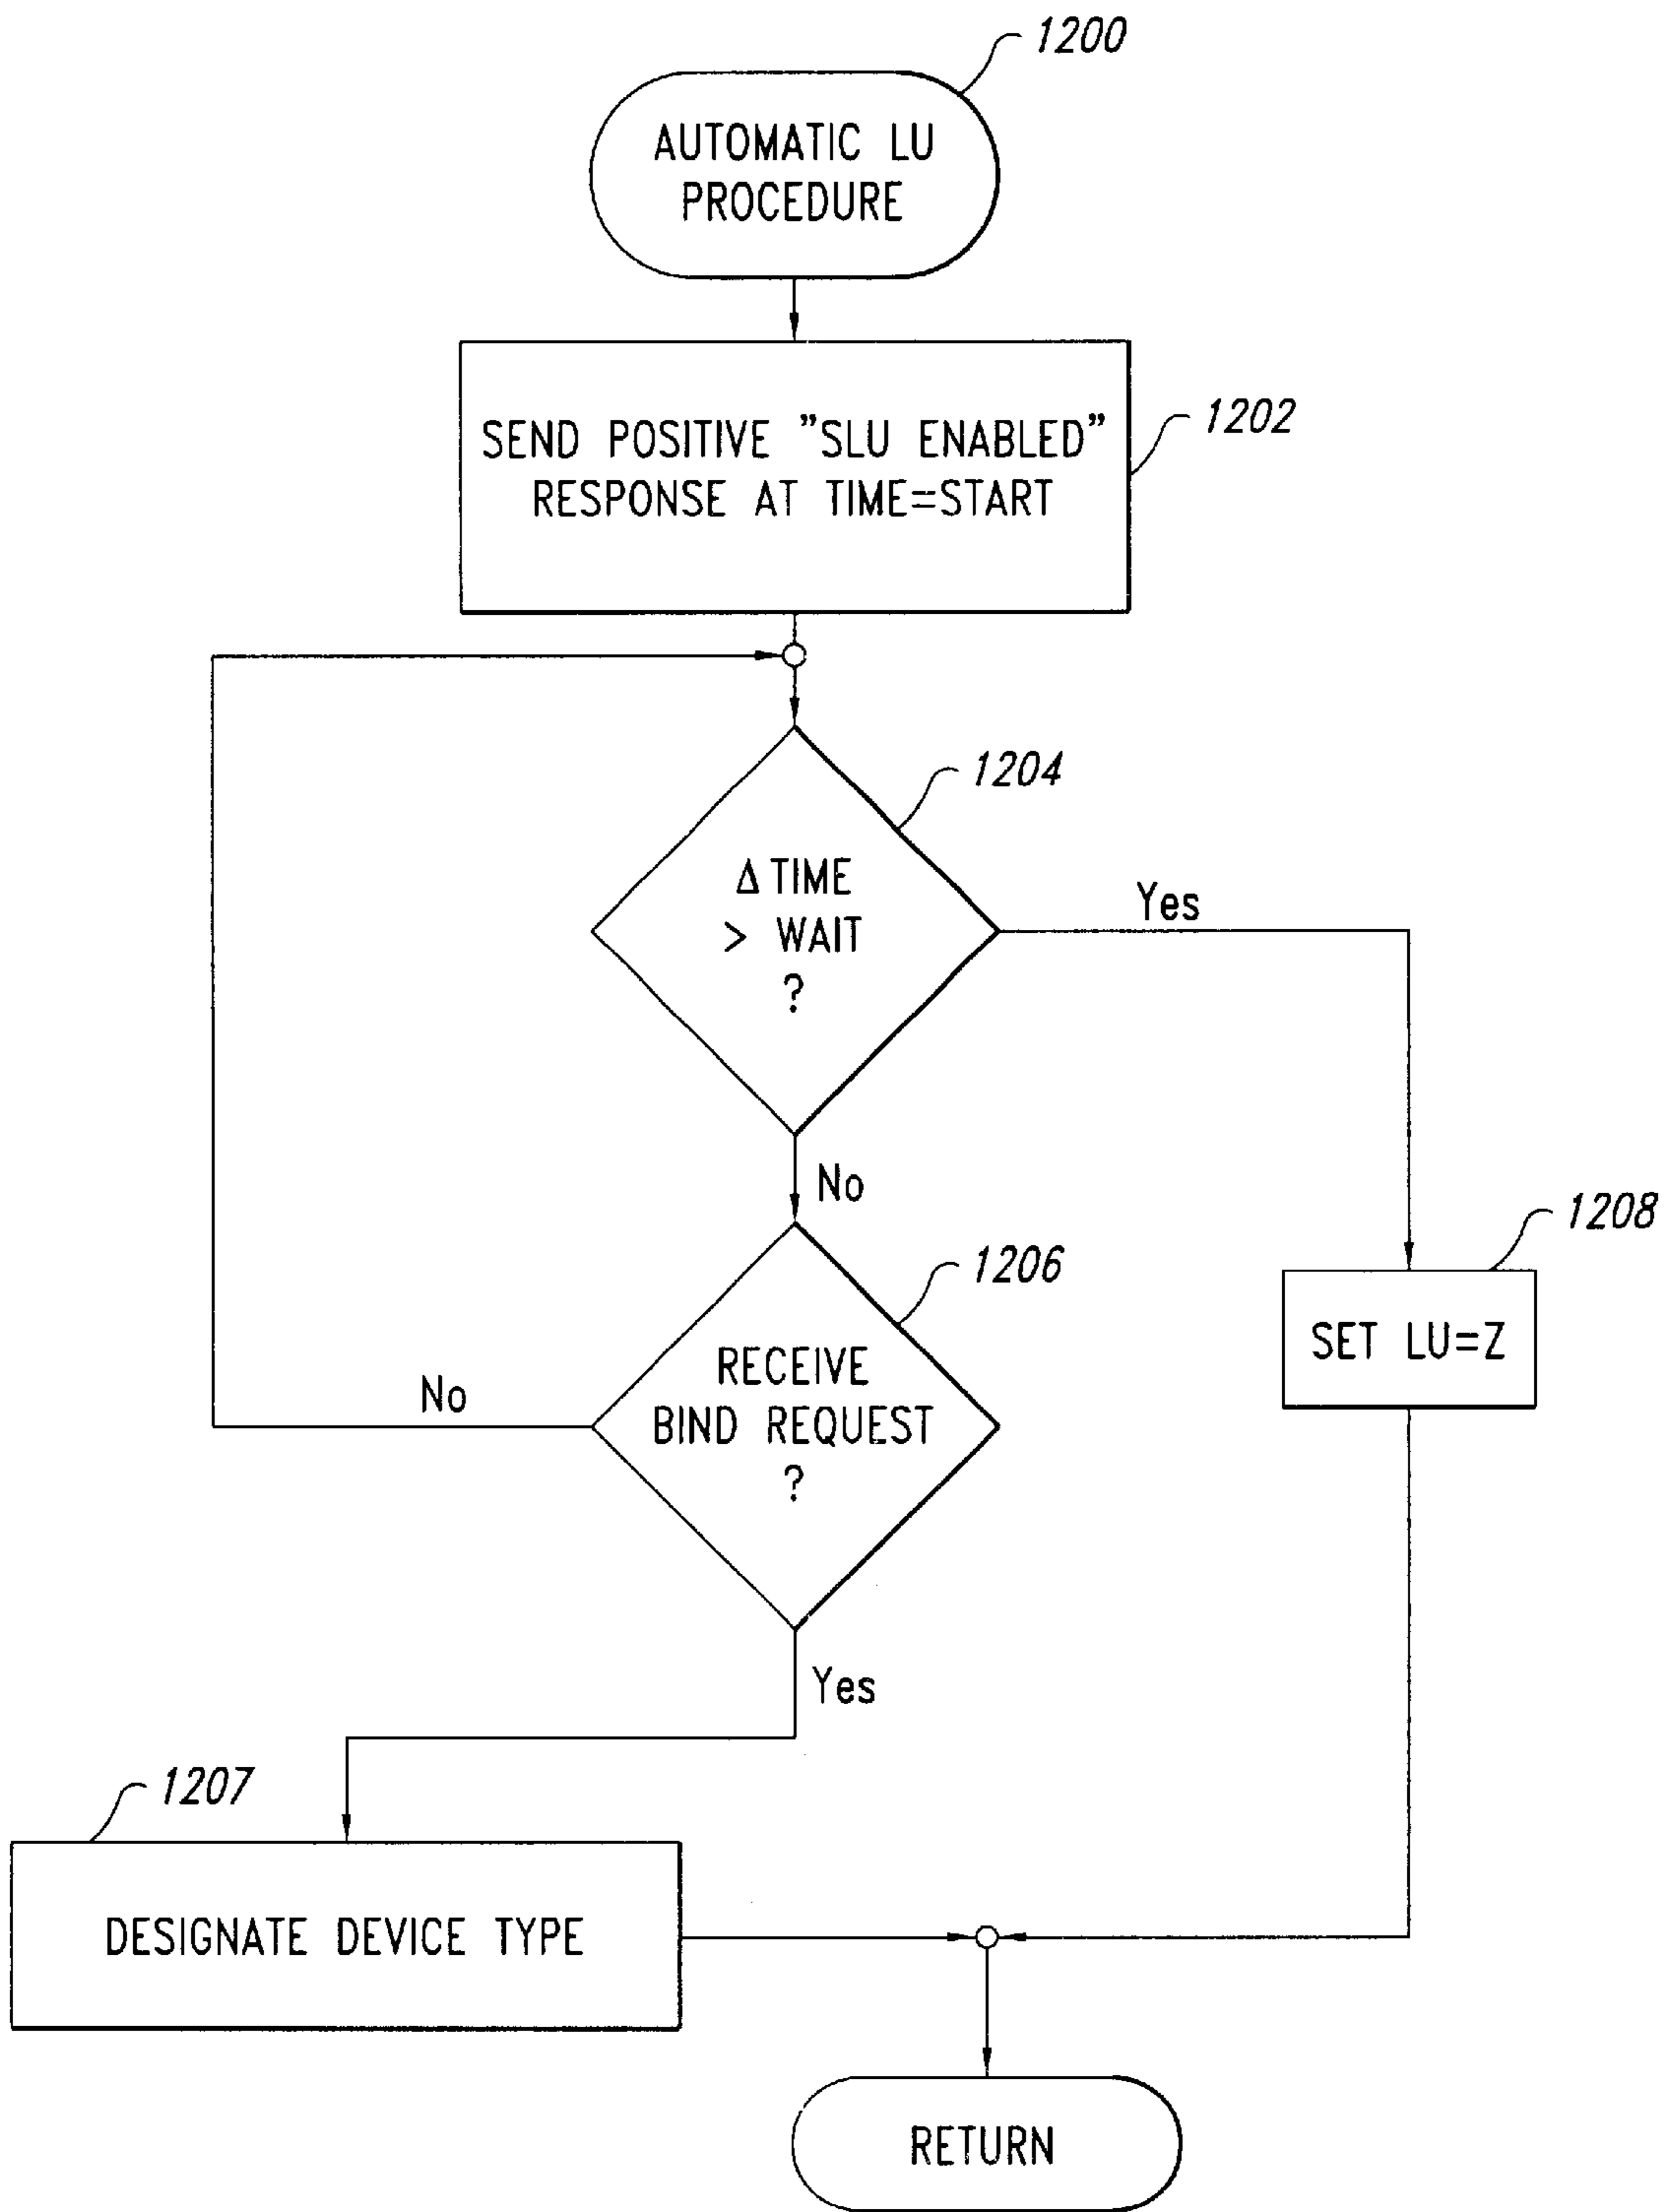 1200
AUTOMATIC LU
PROCEDURE
SEND POSITIVE "SLU ENABLED"
RESPONSE AT TIME=START
1202
1204
Δ TIME
> WAIT
?
Yes
No
1206
RECEIVE
BIND REQUEST
?
No
1208
SET LU=Z
Yes
1207
DESIGNATE DEVICE TYPE
RETURN